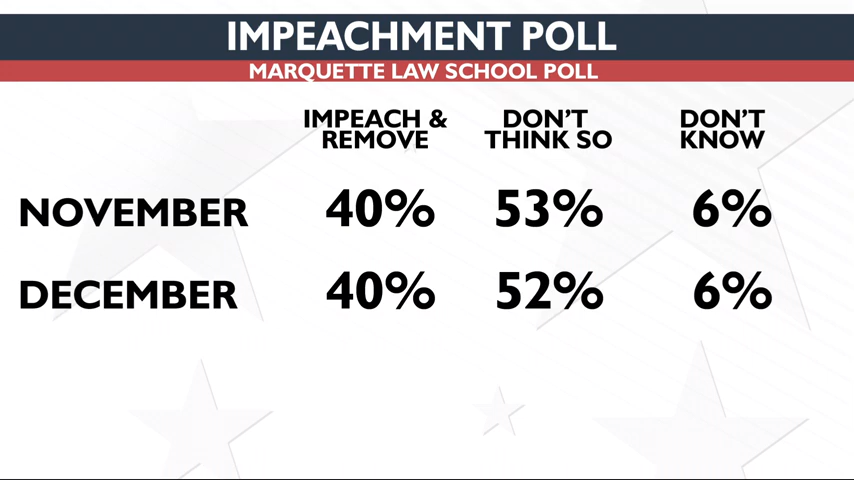 IMPEACHMENT POLL
MARQUETTE LAW SCHOOL POLL
IMPEACH & REMOVE DON'T THINK SO DON'T KNOW
NOVEMBER 40% 53% 6%
DECEMBER 40% 52% 6%